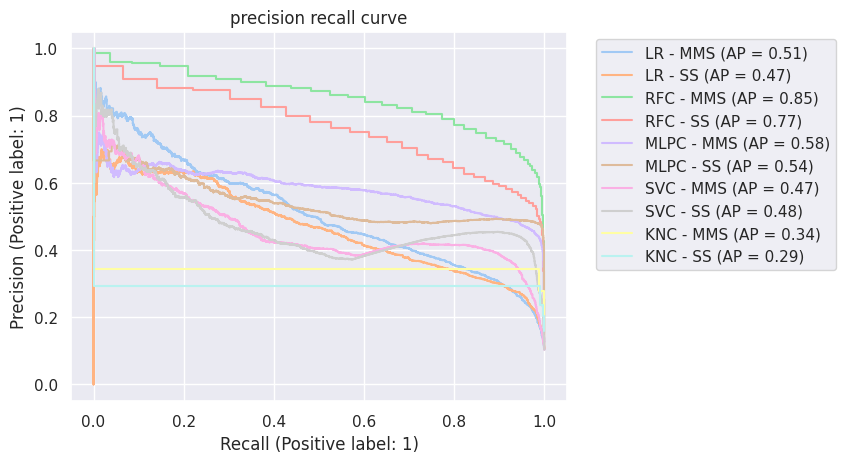 precision recall curve
1.0
0.8
0.6
0.4
0.2
0.0
Precision (Positive label: 1)
0.0 0.2 0.4 0.6 0.8 1.0
Recall (Positive label: 1)
LR - MMS (AP = 0.51)
LR - SS (AP = 0.47)
RFC - MMS (AP = 0.85)
RFC - SS (AP = 0.77)
MLPC - MMS (AP = 0.58)
MLPC - SS (AP = 0.54)
SVC - MMS (AP = 0.47)
SVC - SS (AP = 0.48)
KNC - MMS (AP = 0.34)
KNC - SS (AP = 0.29)